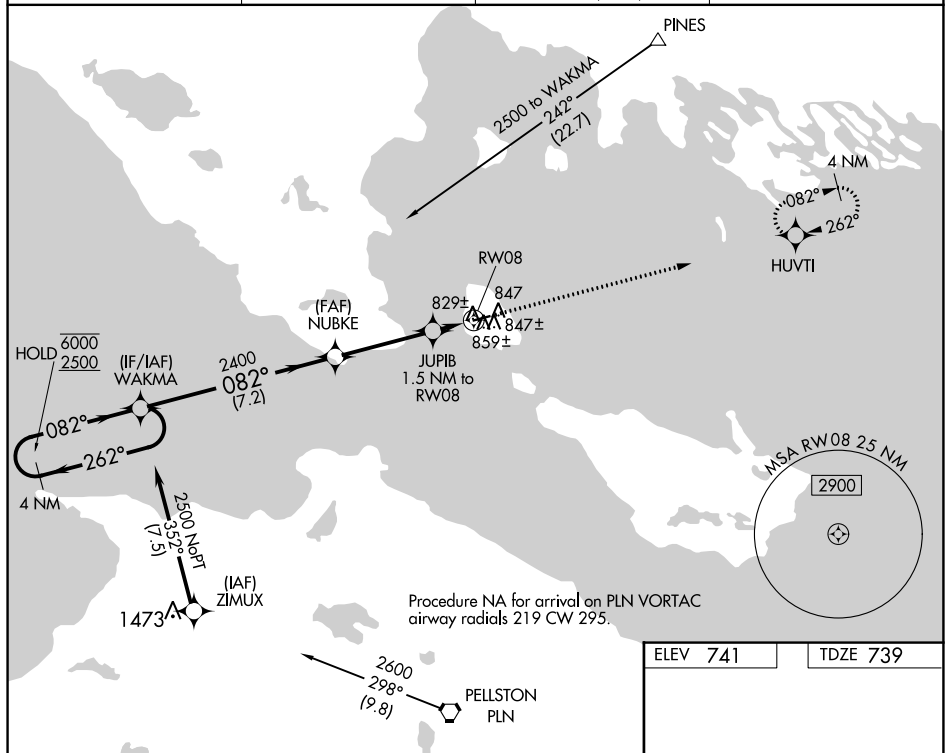 PINES
2500 to WAKMA
242°
(22.7)
4 NM
082°
262°
HUVTI
RW08
829±
847
847±
859±
(FAF)
NUBKE
JUPIB
1.5 NM to
RW08
HOLD 6000
2500
(IF/IAF)
WAKMA
2400
082°
(7.2)
082°
262°
4 NM
2500 NoPT
352°
(7.5)
(IAF)
ZIMUX
1473
MSA RW08 25 NM
2900
Procedure NA for arrival on PLN VORTAC
airway radials 219 CW 295.
2600
298°
(9.8)
PELLSTON
PLN
ELEV 741
TDZE 739